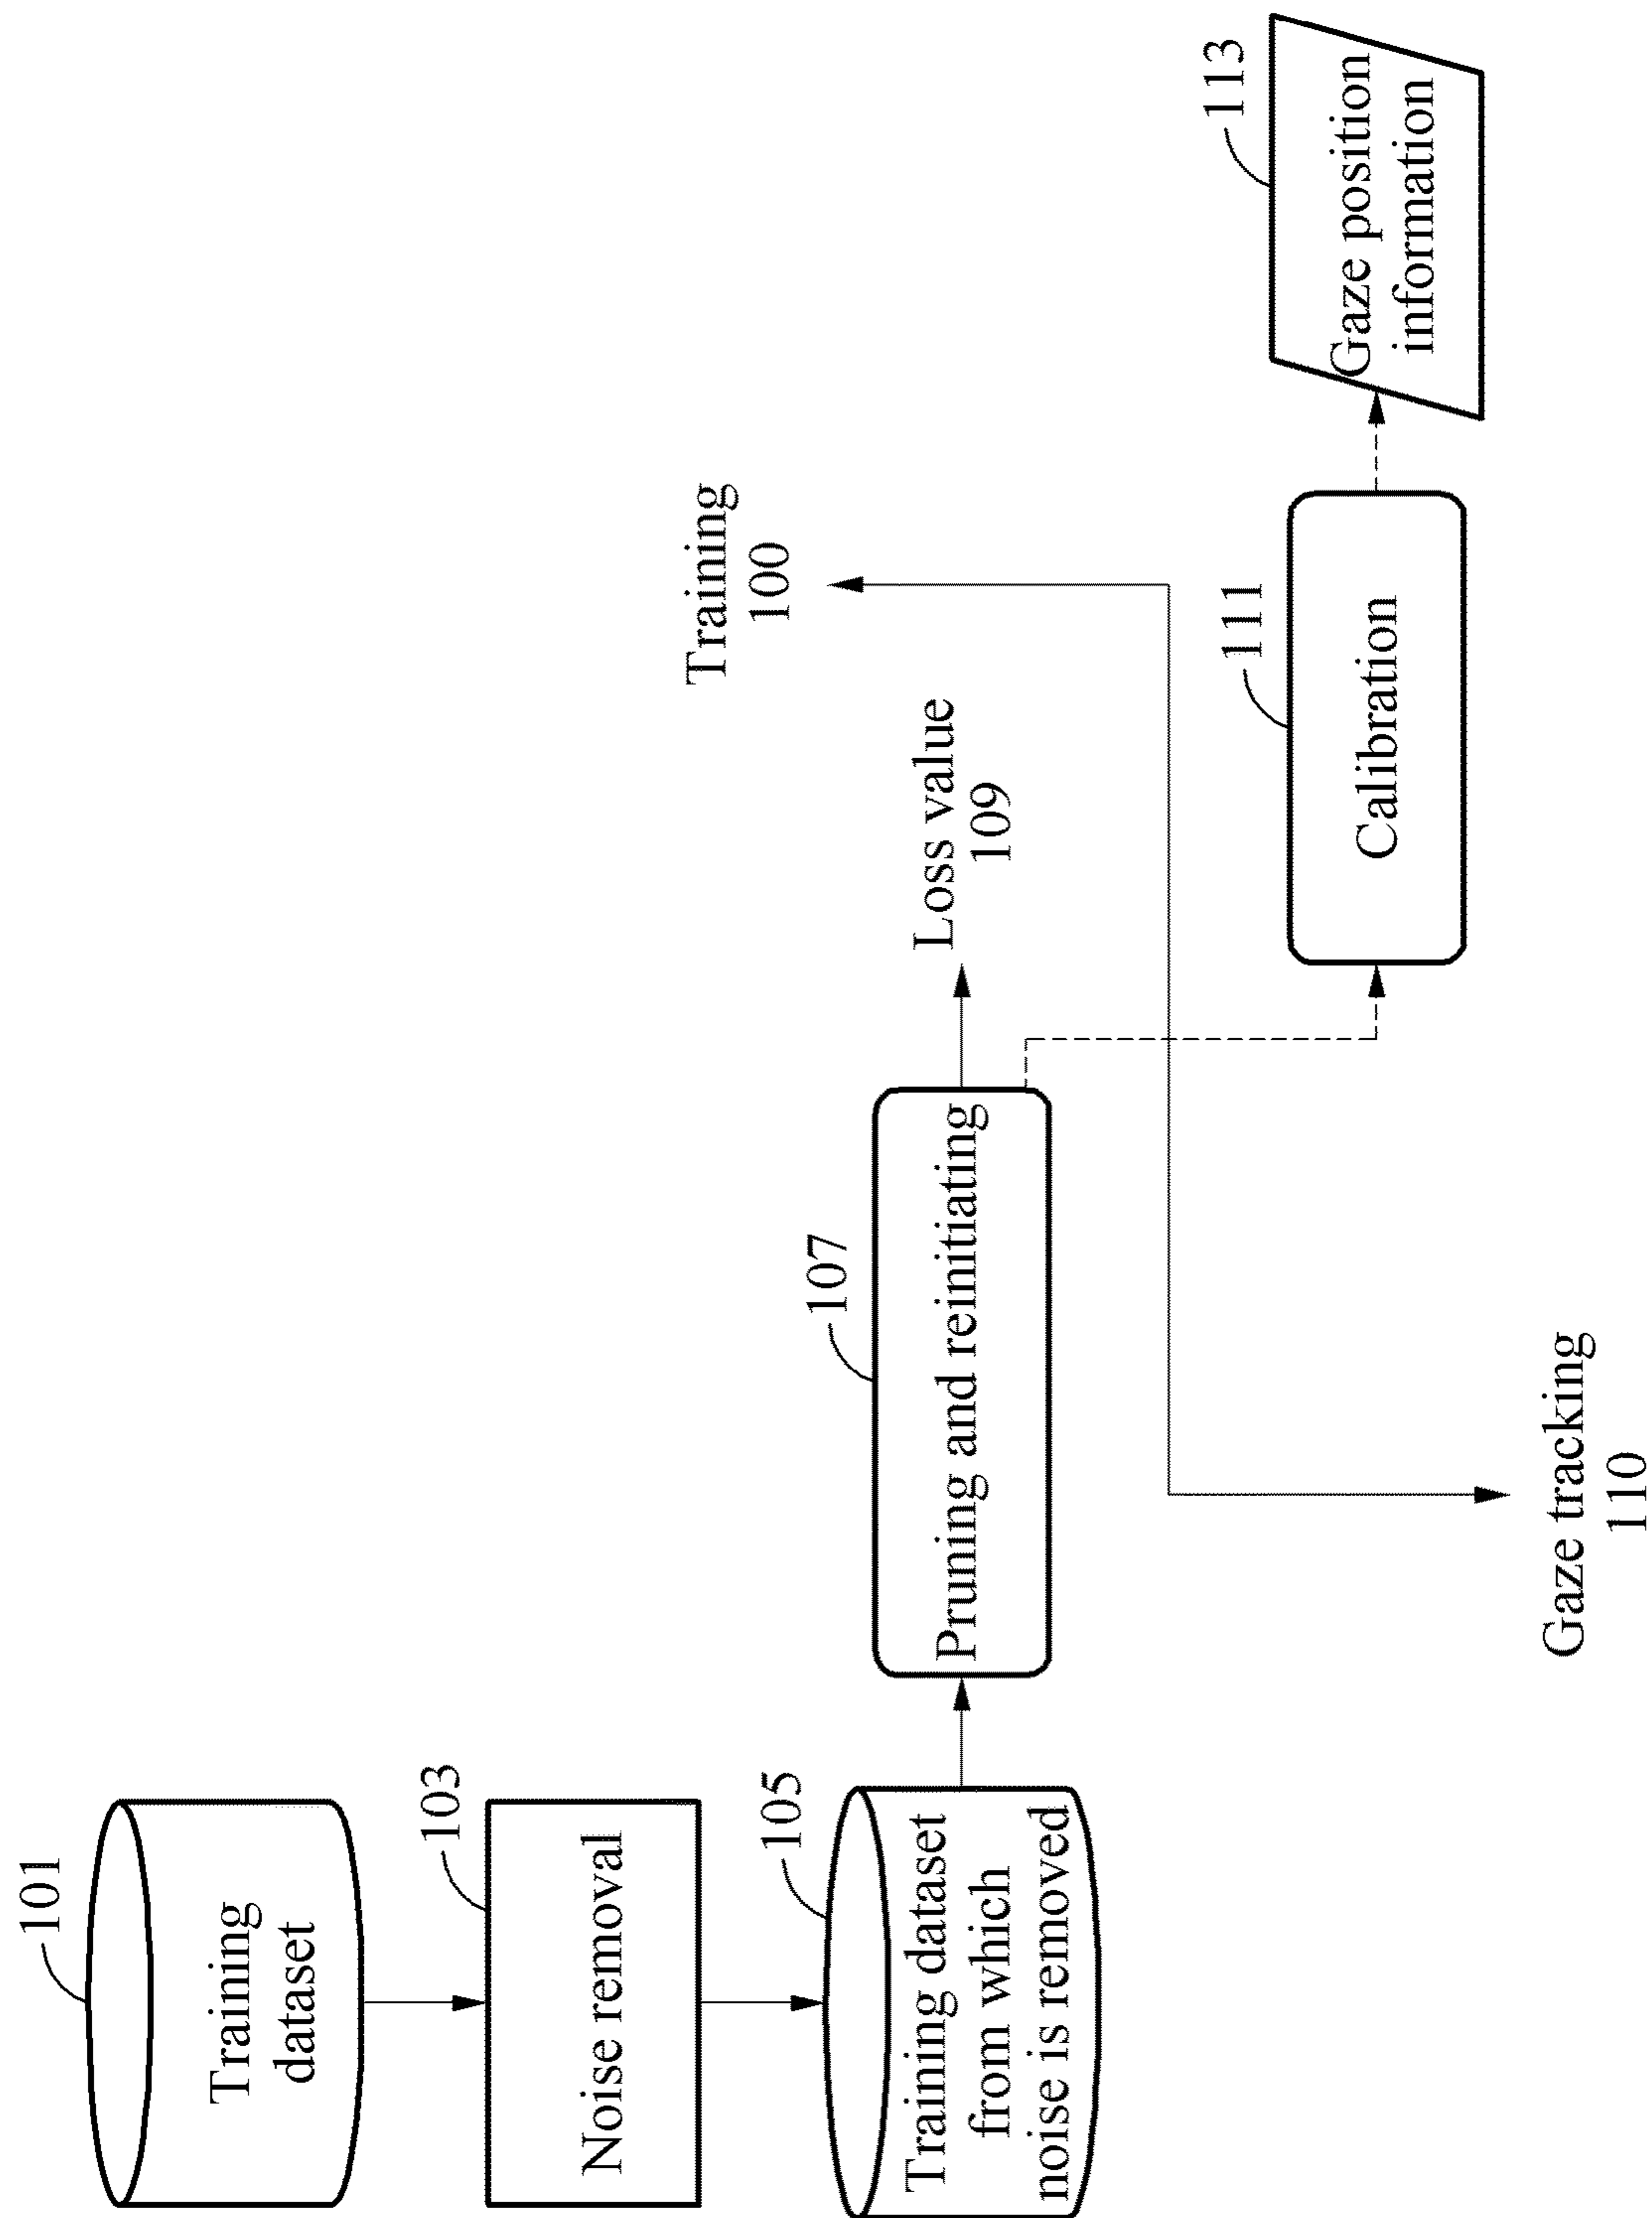 101
Training
dataset
103
Noise removal
105
Training dataset
from which
noise is removed
107
Pruning and reinitiating
Loss value
109
Training
100
Gaze tracking
110
111
Calibration
113
Gaze position
information